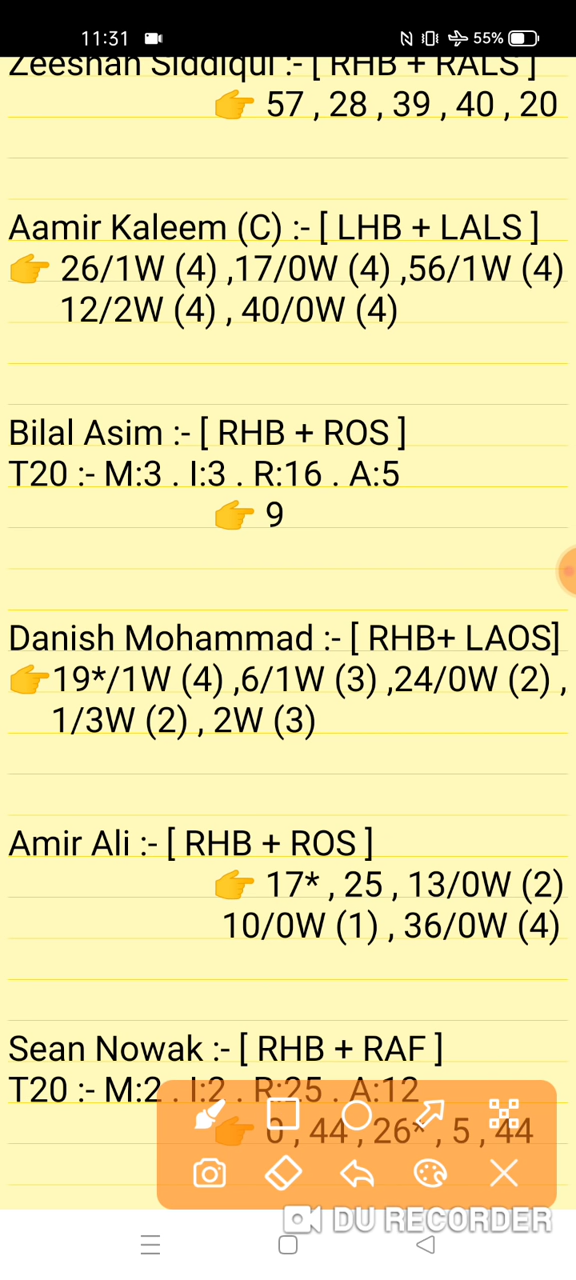 11:31 55%
Zeeshan Siddiqui :- [ RHB + RALS ]
👉 57 , 28 , 39 , 40 , 20
Aamir Kaleem (C) :- [ LHB + LALS ]
👉 26/1W (4) ,17/0W (4) ,56/1W (4)
12/2W (4) , 40/0W (4)
Bilal Asim :- [ RHB + ROS ]
T20 :- M:3 . I:3 . R:16 . A:5
👉 9
Danish Mohammad :- [ RHB+ LAOS]
👉19*/1W (4) ,6/1W (3) ,24/0W (2) ,
1/3W (2) , 2W (3)
Amir Ali :- [ RHB + ROS ]
👉 17* , 25 , 13/0W (2)
10/0W (1) , 36/0W (4)
Sean Nowak :- [ RHB + RAF ]
T20 :- M:2 . I:2 . R:25 . A:12
👉 0 , 44 , 26* , 5 , 44
DU RECORDER